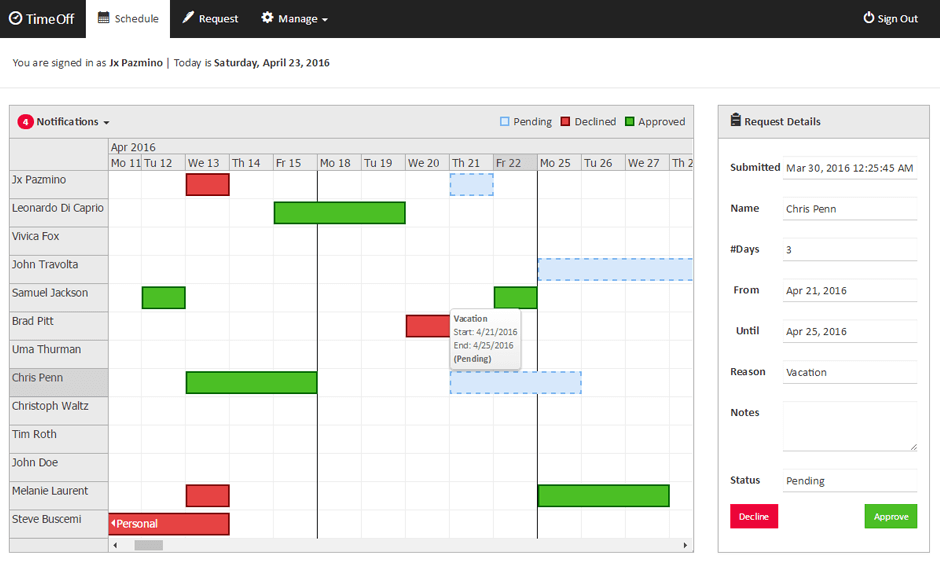 TimeOff Schedule Request Manage Sign Out
You are signed in as Jx Pazmino | Today is Saturday, April 23, 2016
4 Notifications Pending Declined Approved
Apr 2016
Mo 11 Tu 12 We 13 Th 14 Fr 15 Mo 18 Tu 19 We 20 Th 21 Fr 22 Mo 25 Tu 26 We 27 Th 2
Jx Pazmino
Leonardo Di Caprio
Vivica Fox
John Travolta
Samuel Jackson
Brad Pitt
Uma Thurman
Chris Penn
Christoph Waltz
Tim Roth
John Doe
Melanie Laurent
Steve Buscemi
Personal
Vacation
Start: 4/21/2016
End: 4/25/2016
(Pending)
Request Details
Submitted Mar 30, 2016 12:25:45 AM
Name Chris Penn
#Days 3
From Apr 21, 2016
Until Apr 25, 2016
Reason Vacation
Notes
Status Pending
Decline Approve